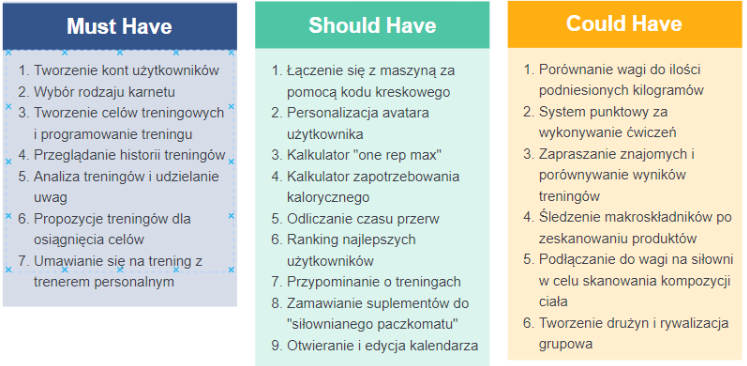 Must Have
1. Tworzenie kont użytkowników
2. Wybór rodzaju karnetu
3. Tworzenie celów treningowych
i programowanie treningu
4. Przeglądanie historii treningów
5. Analiza treningów i udzielanie
uwag
6. Propozycje treningów dla
osiągnięcia celów
7. Umawianie się na trening z
trenerem personalnym
Should Have
1. Łączenie się z maszyną za
pomocą kodu kreskowego
2. Personalizacja avatara
użytkownika
3. Kalkulator "one rep max"
4. Kalkulator zapotrzebowania
kalorycznego
5. Odliczanie czasu przerw
6. Ranking najlepszych
użytkowników
7. Przypominanie o treningach
8. Zamawianie suplementów do
"siłownianego paczkomatu"
9. Otwieranie i edycja kalendarza
Could Have
1. Porównanie wagi do ilości
podniesionych kilogramów
2. System punktowy za
wykonywanie ćwiczeń
3. Zapraszanie znajomych i
porównywanie wyników
treningów
4. Śledzenie makroskładników po
zeskanowaniu produktów
5. Podłączanie do wagi na siłowni
w celu skanowania kompozycji
ciała
6. Tworzenie drużyn i rywalizacja
grupowa